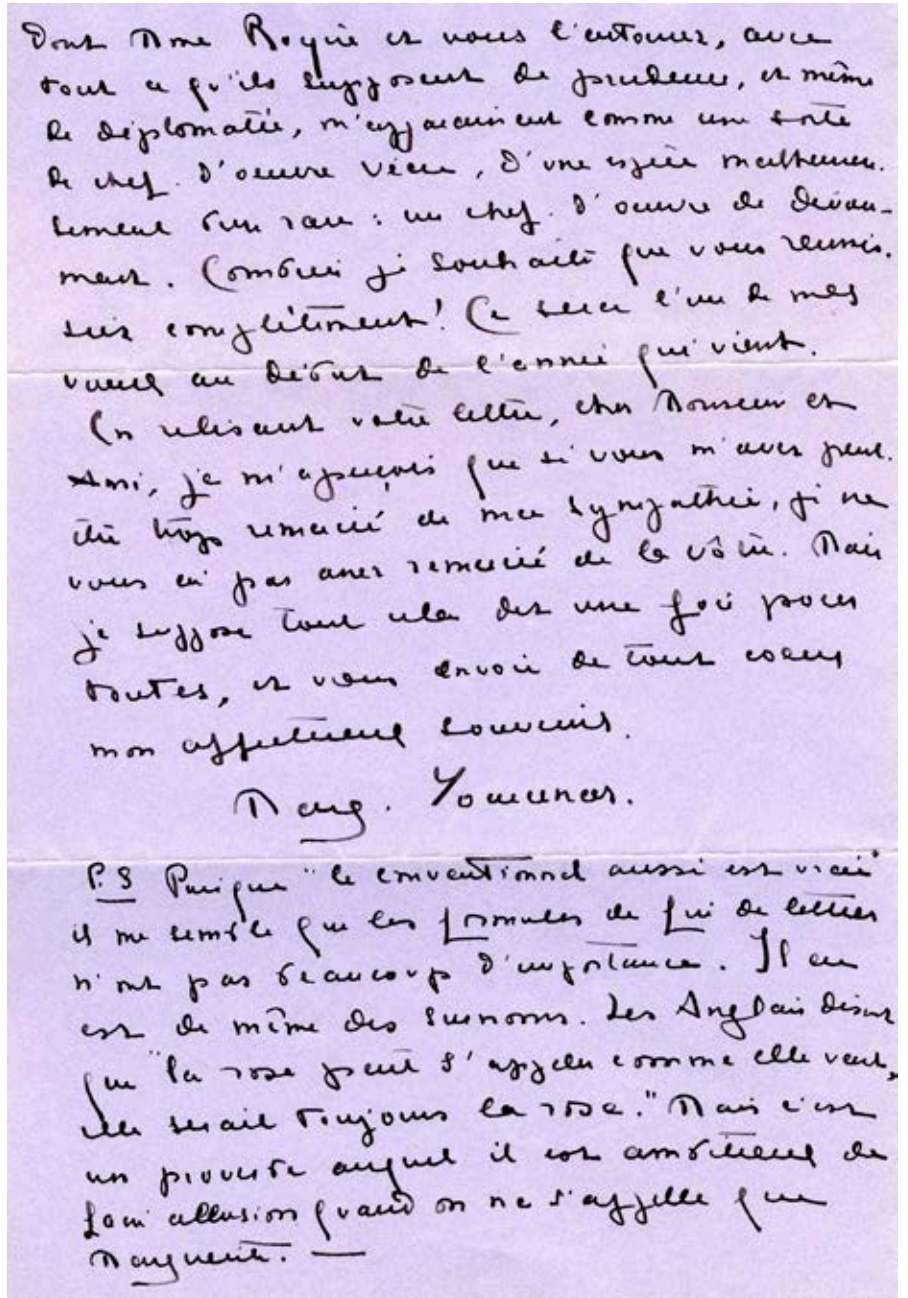 dont Mme Royère et vous l'entourez, avec
tout ce qu'ils supposent de prudence, et même
de diplomatie, m'apparaissent comme une sorte
de chef-d'oeuvre vécu, d'une espèce malheureu-
sement bien rare : un chef-d'oeuvre de dévoue-
ment. Combien je souhaite que vous réussis-
siez complètement! Ce sera l'un de mes
voeux au début de l'année qui vient.
En relisant votre lettre, cher Monsieur et
Ami, je m'aperçois que si vous m'avez peut-
être trop remercié de ma sympathie, je ne
vous ai pas assez remercié de la vôtre. Mais
je suppose tout cela dit une fois pour
toutes, et vous envoie de tout coeur
mon affectueux souvenir.
Marg. Yourcenar.
P.S Puisque "le conventionnel aussi est vrai"
il me semble que les formules de fin de lettres
n'ont pas beaucoup d'importance. Il en
est de même des surnoms. Les Anglais disent
que "la rose peut s'appeler comme elle veut,
elle serait toujours la rose." Mais c'est
un proverbe auquel il est ambitieux de
faire allusion quand on ne s'appelle que
Marguerite. —